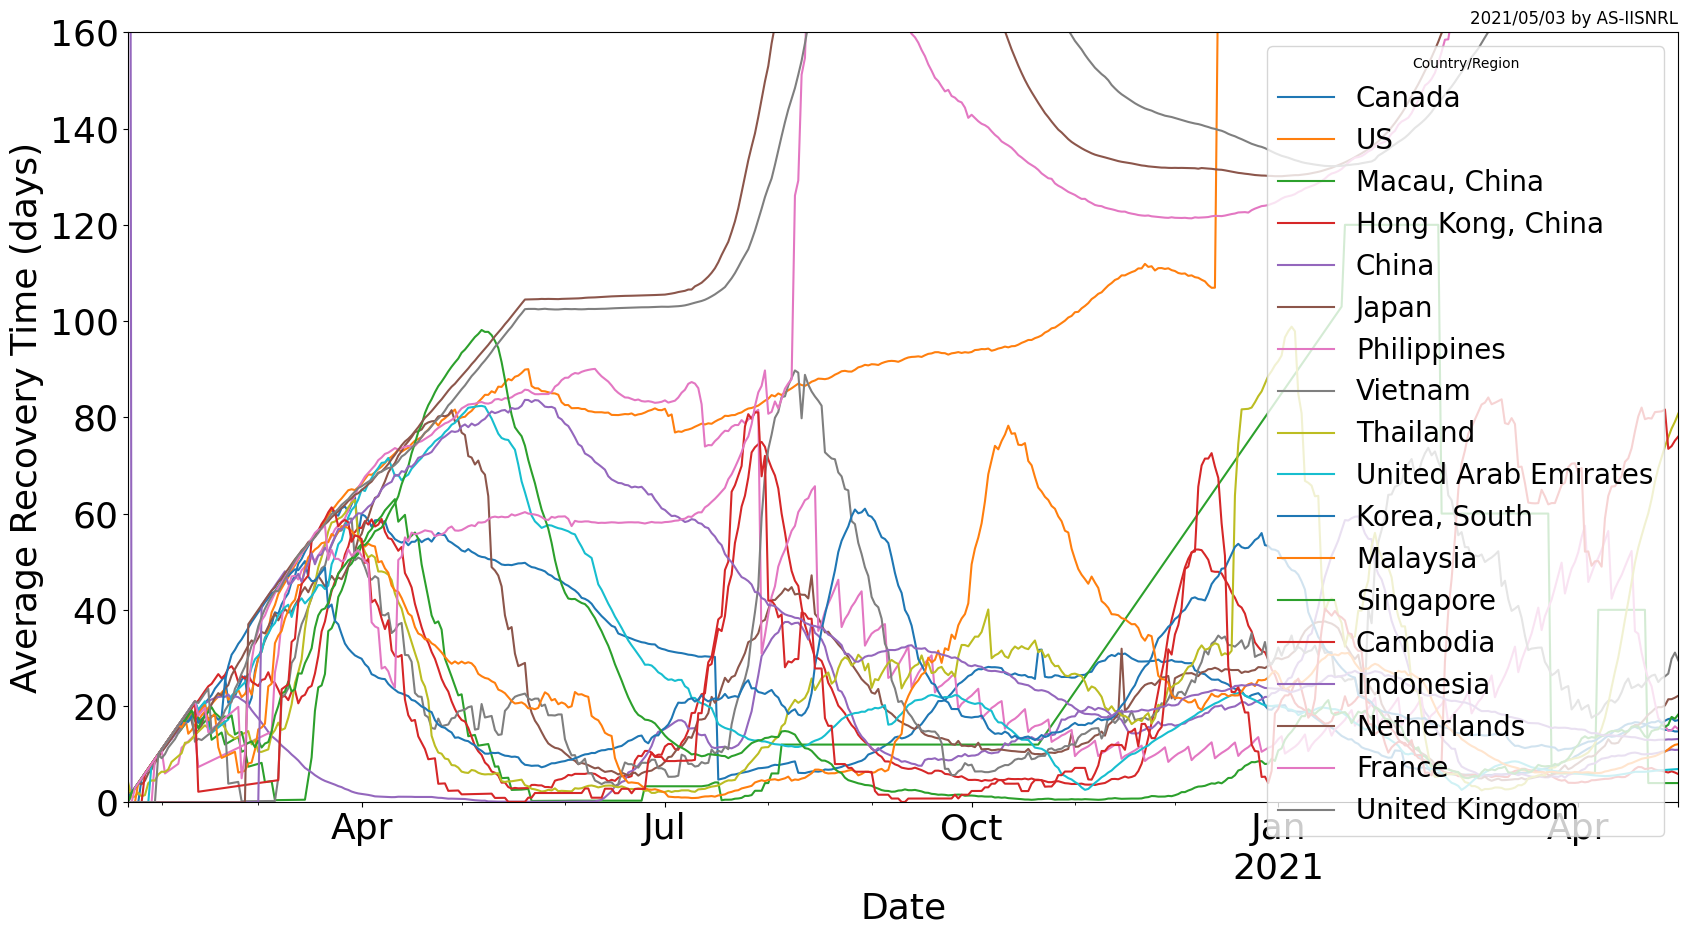 2021/05/03 by AS-IISNRL
160
140
120
100
80
60
40
20
0
Average Recovery Time (days)
Country/Region
Canada
US
Macau, China
Hong Kong, China
China
Japan
Philippines
Vietnam
Thailand
United Arab Emirates
Korea, South
Malaysia
Singapore
Cambodia
Indonesia
Netherlands
France
United Kingdom
Apr
Jul
Oct
Jan
2021
Apr
Date